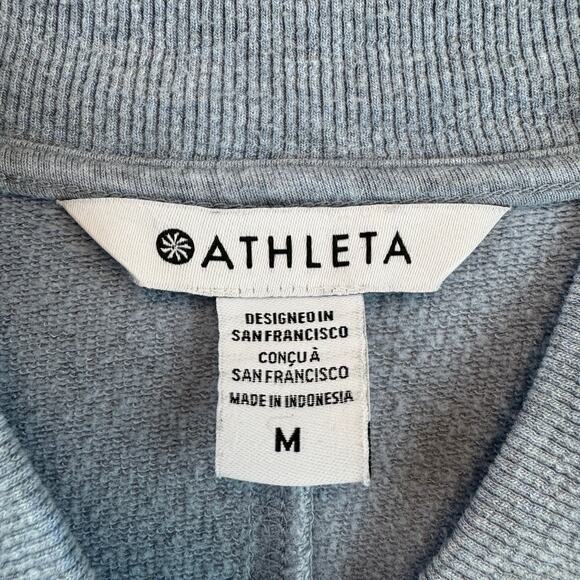 ATHLETA
DESIGNED IN
SAN FRANCISCO
CONÇU À
SAN FRANCISCO
MADE IN INDONESIA
M